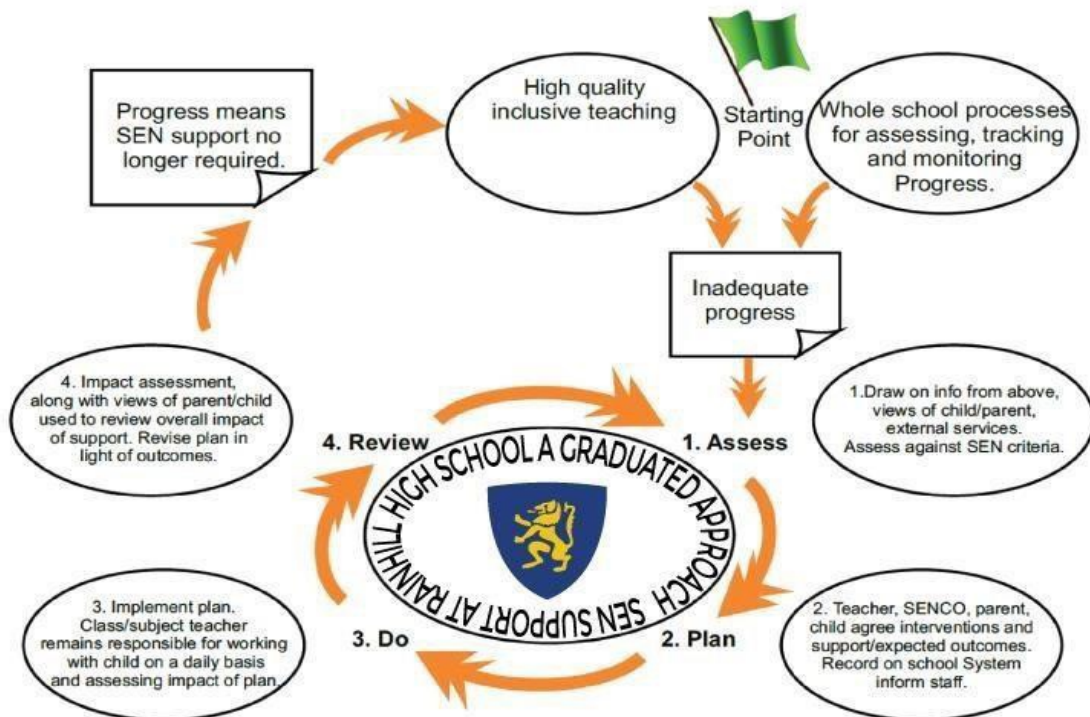 Progress means
SEN support no
longer required.
High quality
inclusive teaching
Starting
Point
Whole school processes
for assessing, tracking
and monitoring
Progress.
Inadequate
progress
4. Impact assessment,
along with views of parent/child
used to review overall impact
of support. Revise plan in
light of outcomes.
4. Review
1. Assess
1.Draw on info from above,
views of child/parent,
external services.
Assess against SEN criteria.
SEN SUPPORT AT RAINHILL HIGH SCHOOL A GRADUATED APPROACH
3. Implement plan.
Class/subject teacher
remains responsible for working
with child on a daily basis
and assessing impact of plan.
3. Do
2. Plan
2. Teacher, SENCO, parent,
child agree interventions and
support/expected outcomes.
Record on school System
inform staff.